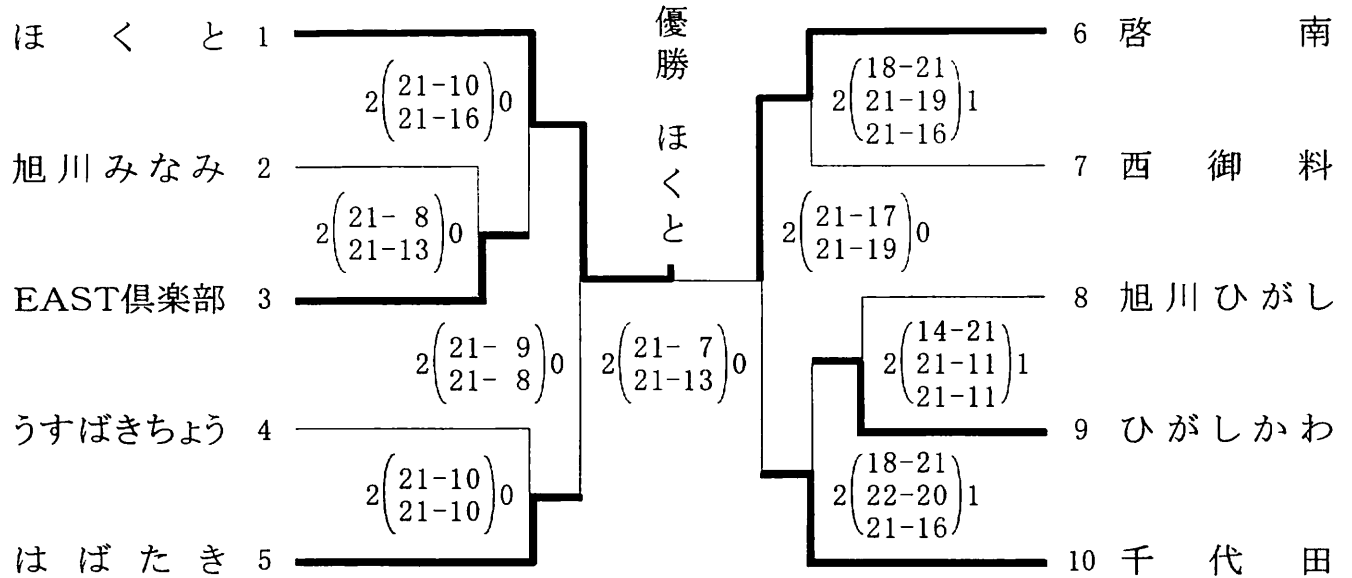 ほくと 1
2(21-10 21-16)0
旭川みなみ 2
2(21- 8 21-13)0
EAST倶楽部 3
2(21- 9 21- 8)0
うすばきちょう 4
2(21-10 21-10)0
はばたき 5
優勝 ほくと
2(21- 7 21-13)0
6 啓南
2(18-21 21-19 21-16)1
7 西御料
2(21-17 21-19)0
8 旭川ひがし
2(14-21 21-11 21-11)1
9 ひがしかわ
2(18-21 22-20 21-16)1
10 千代田